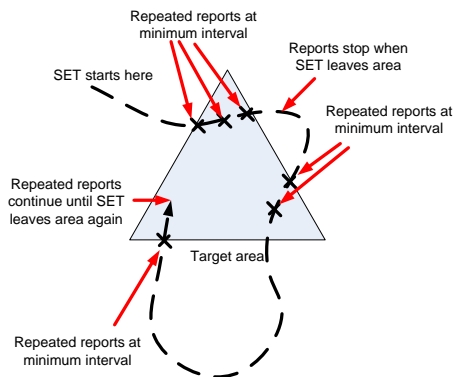 Repeated reports at
minimum interval
SET starts here
Reports stop when
SET leaves area
Repeated reports at
minimum interval
Repeated reports
continue until SET
leaves area again
Target area
Repeated reports at
minimum interval